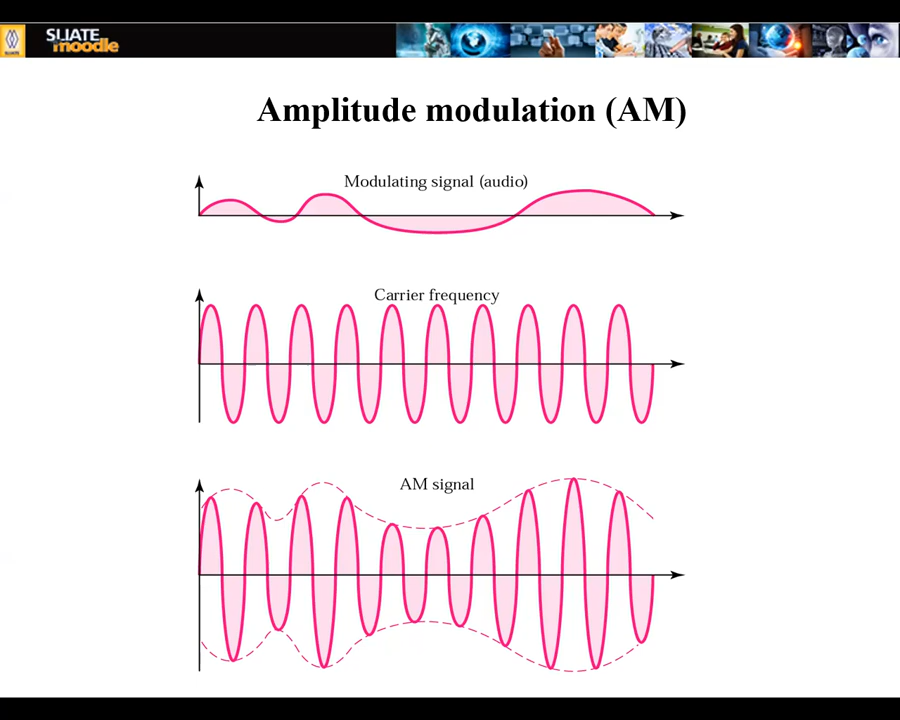 SLIATE
moodle
Amplitude modulation (AM)
Modulating signal (audio)
Carrier frequency
AM signal